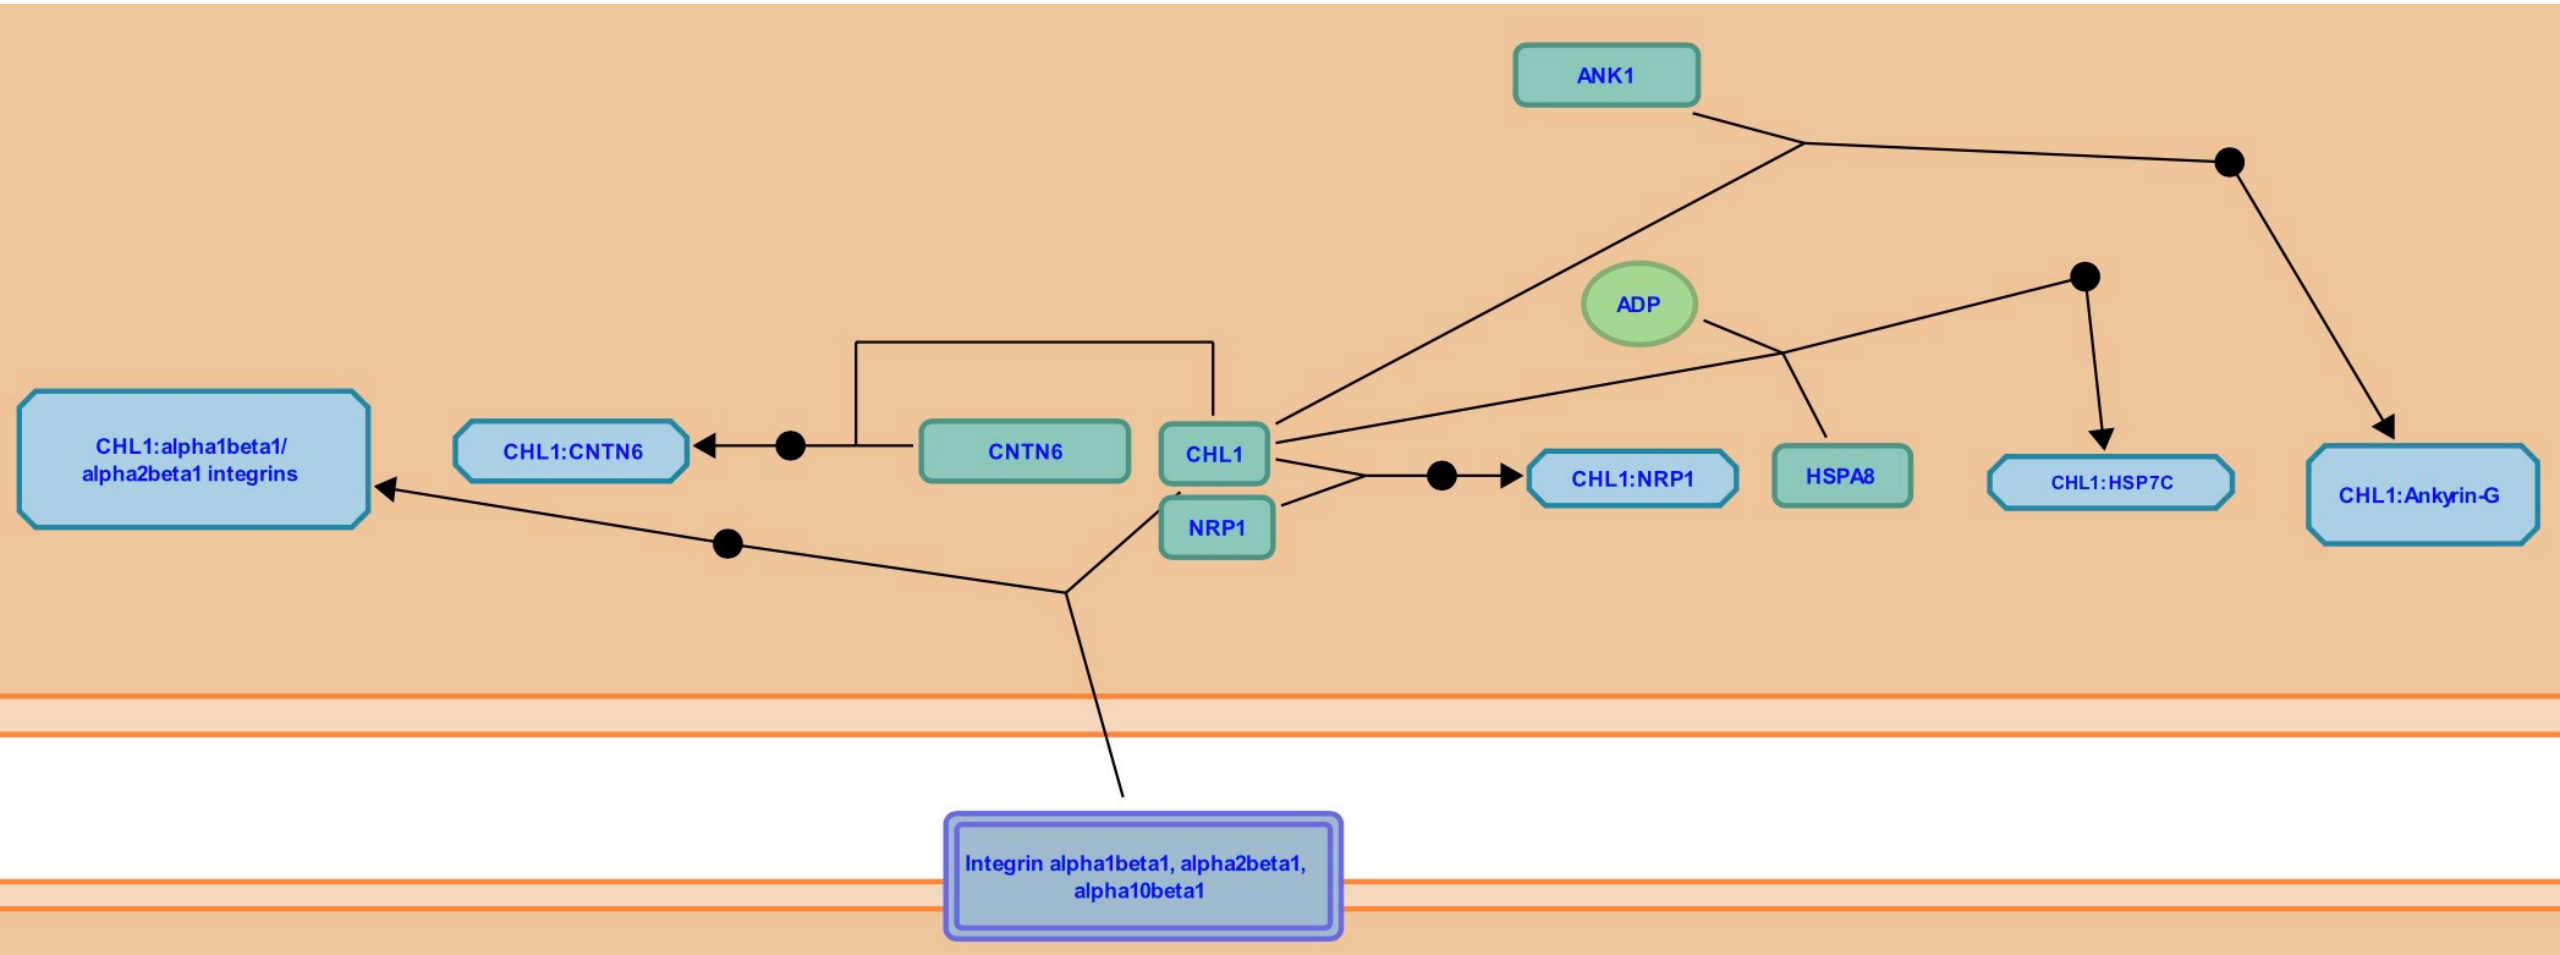 ANK1
ADP
CHL1:alpha1beta1/
alpha2beta1 integrins
CHL1:CNTN6
CNTN6
CHL1
NRP1
CHL1:NRP1
HSPA8
CHL1:HSP7C
CHL1:Ankyrin-G
Integrin alpha1beta1, alpha2beta1,
alpha10beta1